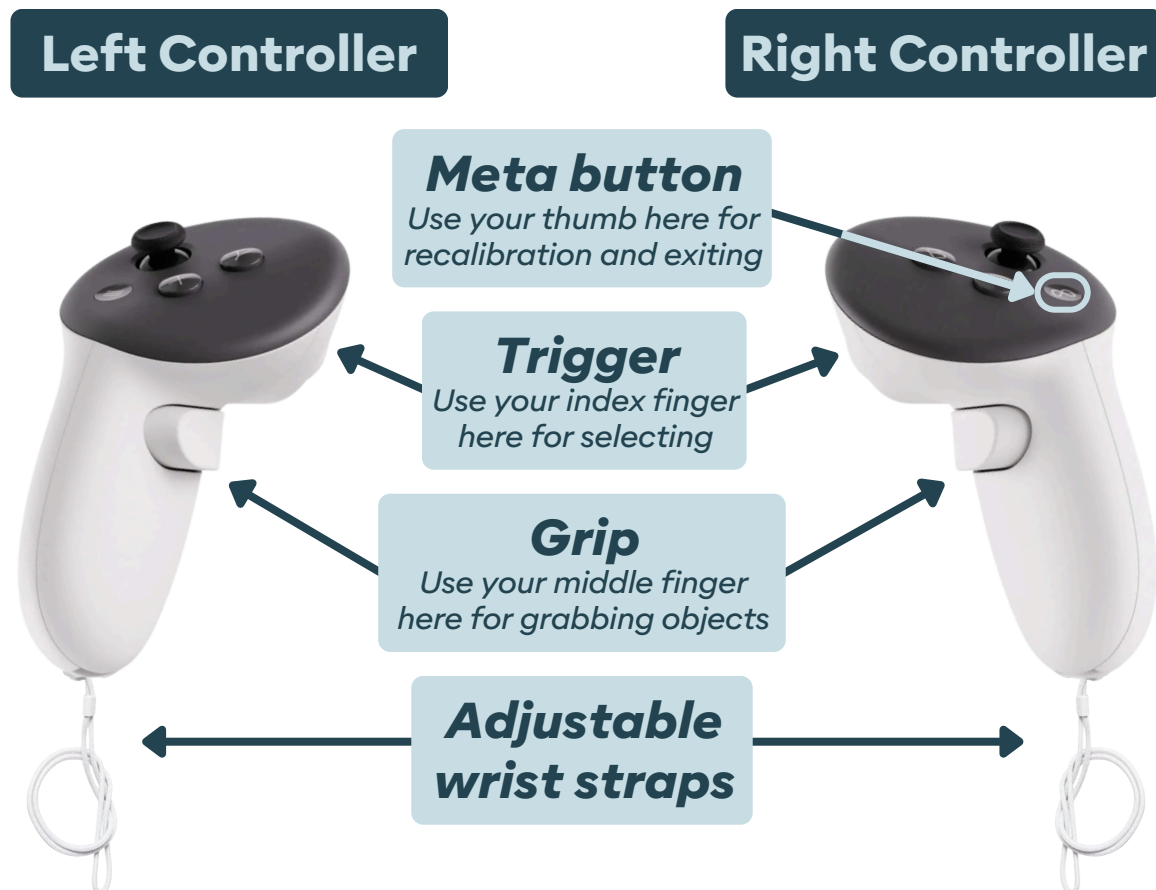 Left Controller
Right Controller
Meta button
Use your thumb here for
recalibration and exiting
Trigger
Use your index finger
here for selecting
Grip
Use your middle finger
here for grabbing objects
Adjustable
wrist straps